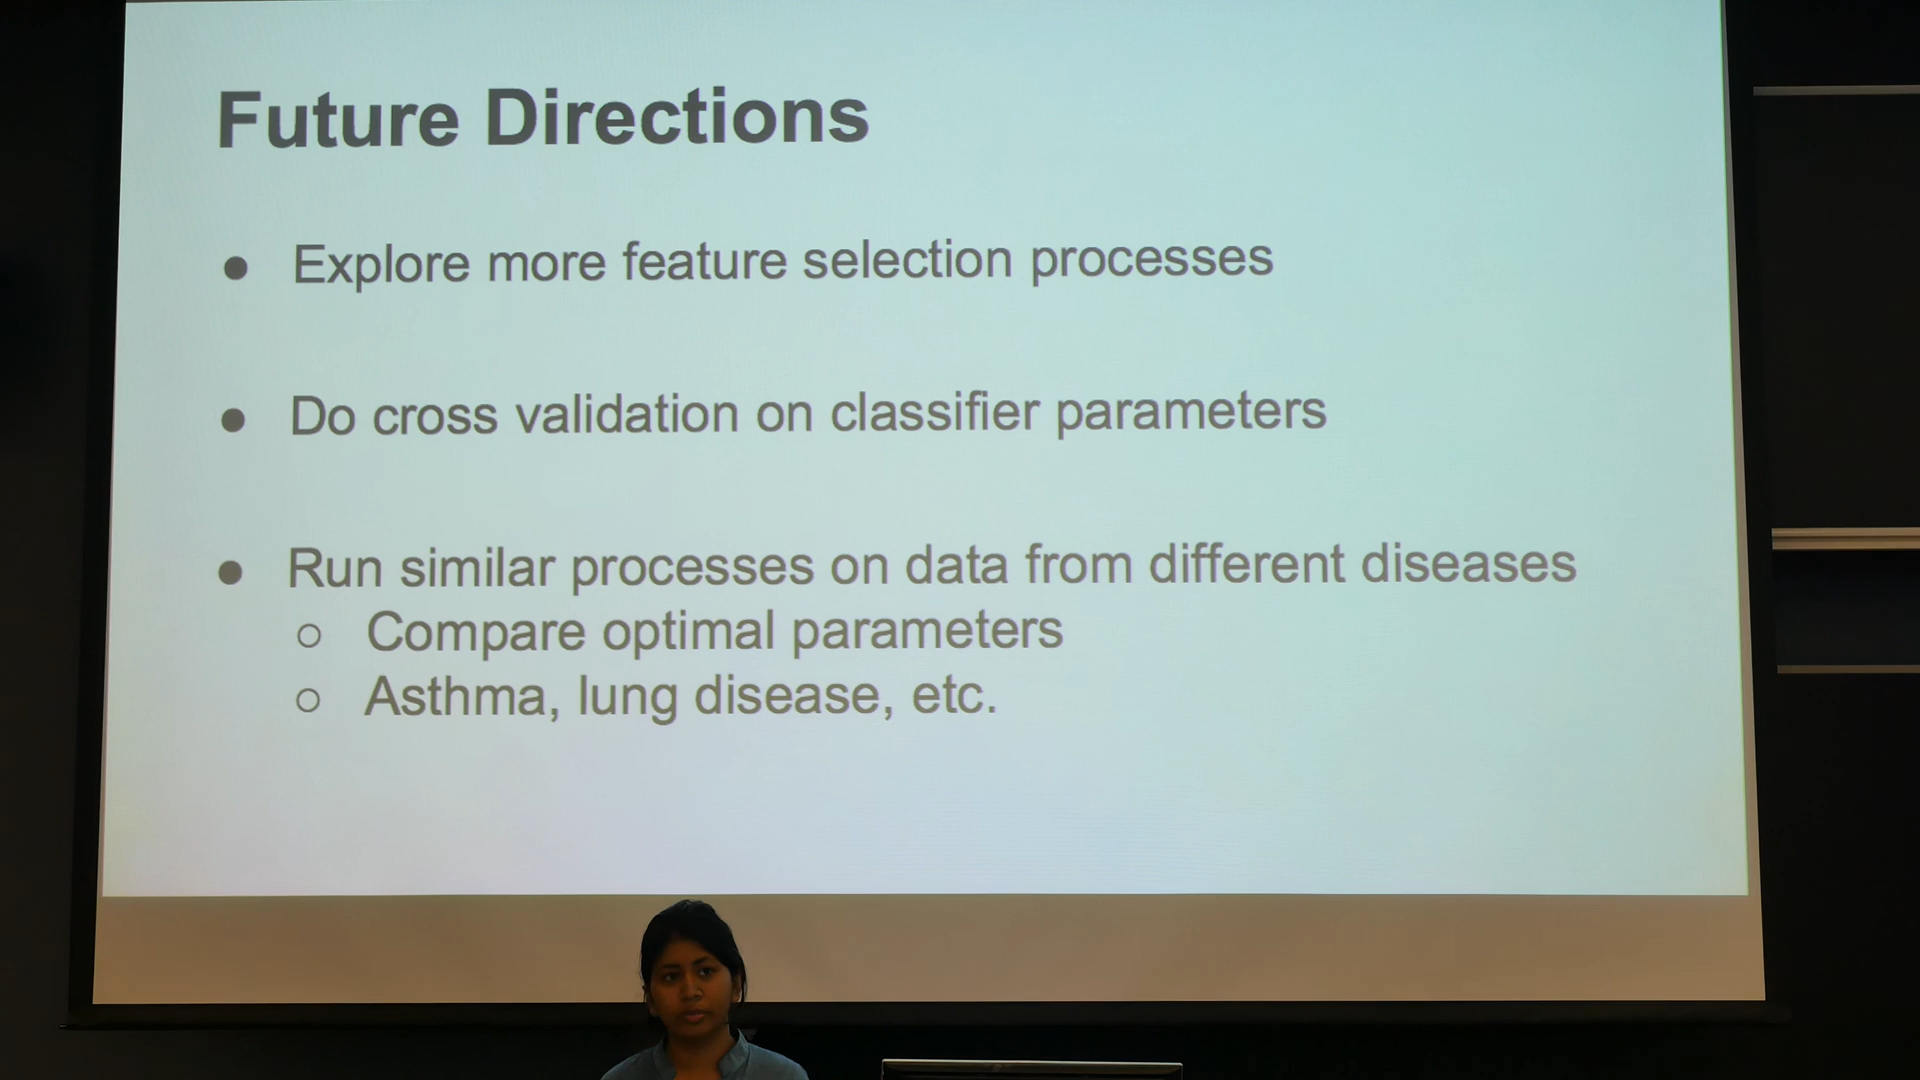 Future Directions
● Explore more feature selection processes
● Do cross validation on classifier parameters
● Run similar processes on data from different diseases
○ Compare optimal parameters
○ Asthma, lung disease, etc.